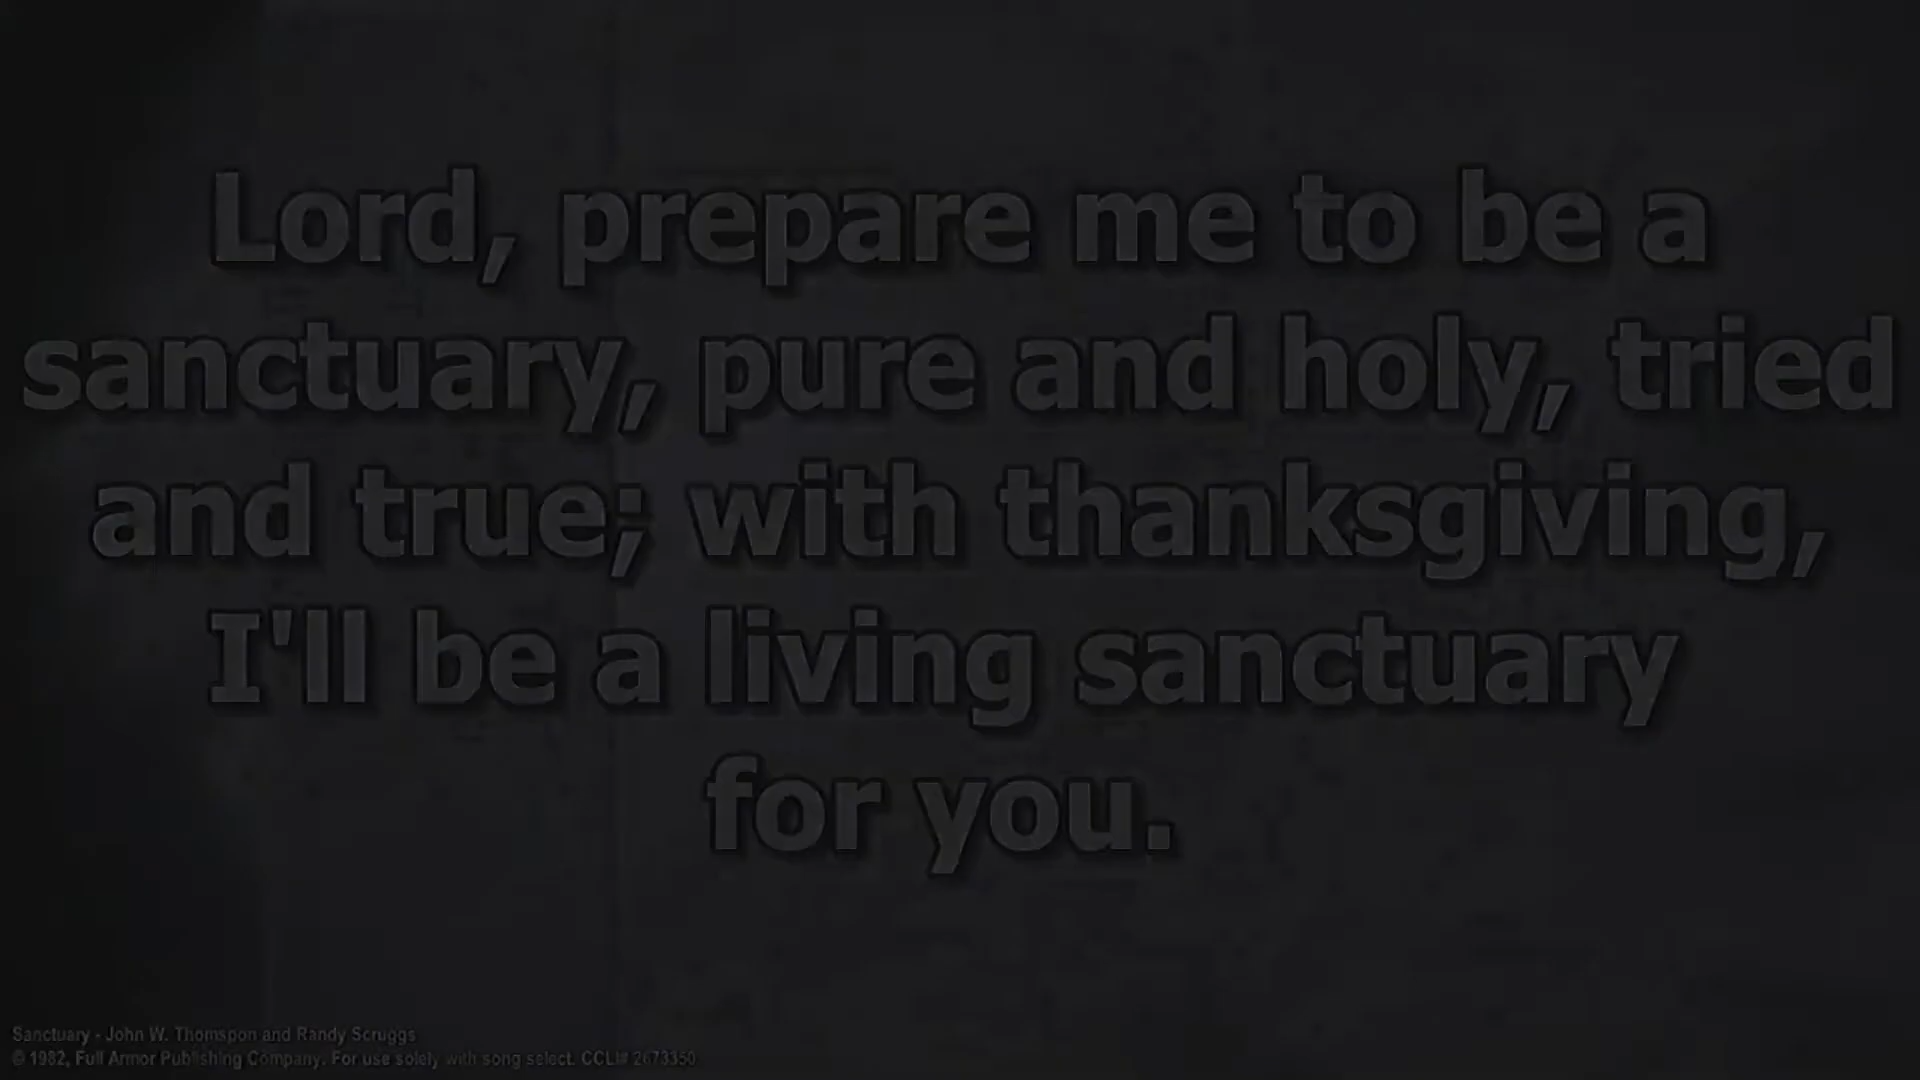 Lord, prepare me to be a
sanctuary, pure and holy, tried
and true; with thanksgiving,
I'll be a living sanctuary
for you.
Sanctuary - John W. Thomspon and Randy Scruggs
© 1982, Full Armor Publishing Company. For use solely with song select. CCLI# 2673350